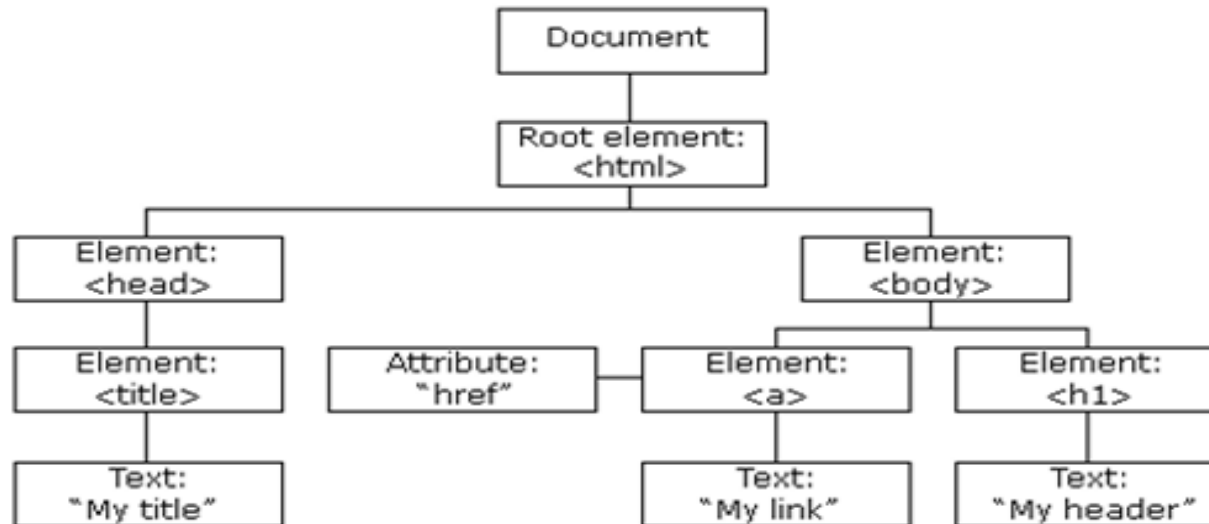 Document
Root element:
<html>
Element:
<head>
Element:
<body>
Element:
<title>
Attribute:
“href”
Element:
<a>
Element:
<h1>
Text:
“My title”
Text:
“My link”
Text:
“My header”